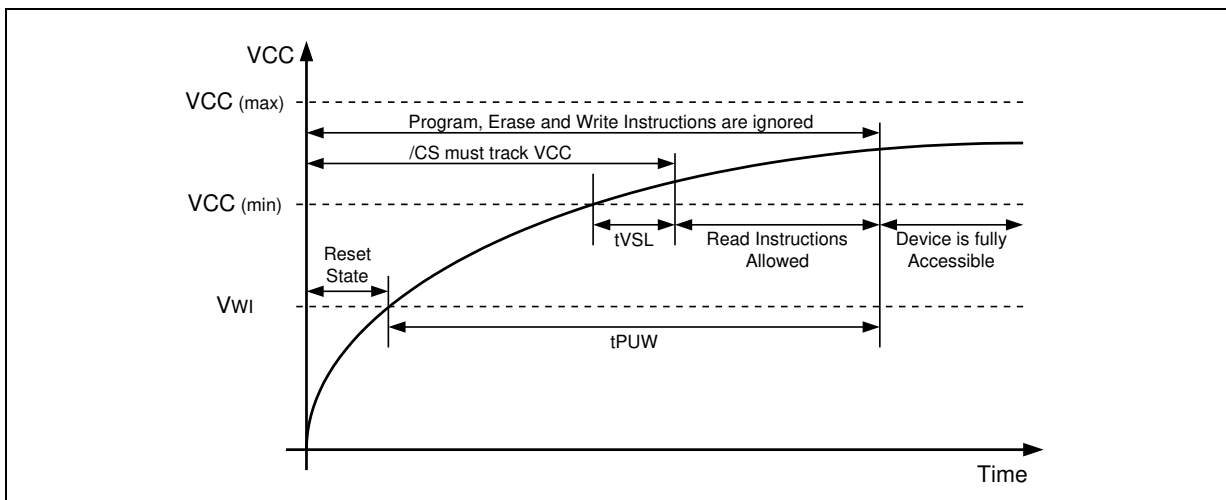 VCC
VCC (max)
Program, Erase and Write Instructions are ignored
/CS must track VCC
VCC (min)
tVSL
Read Instructions
Allowed
Device is fully
Accessible
Reset
State
VWI
tPUW
Time